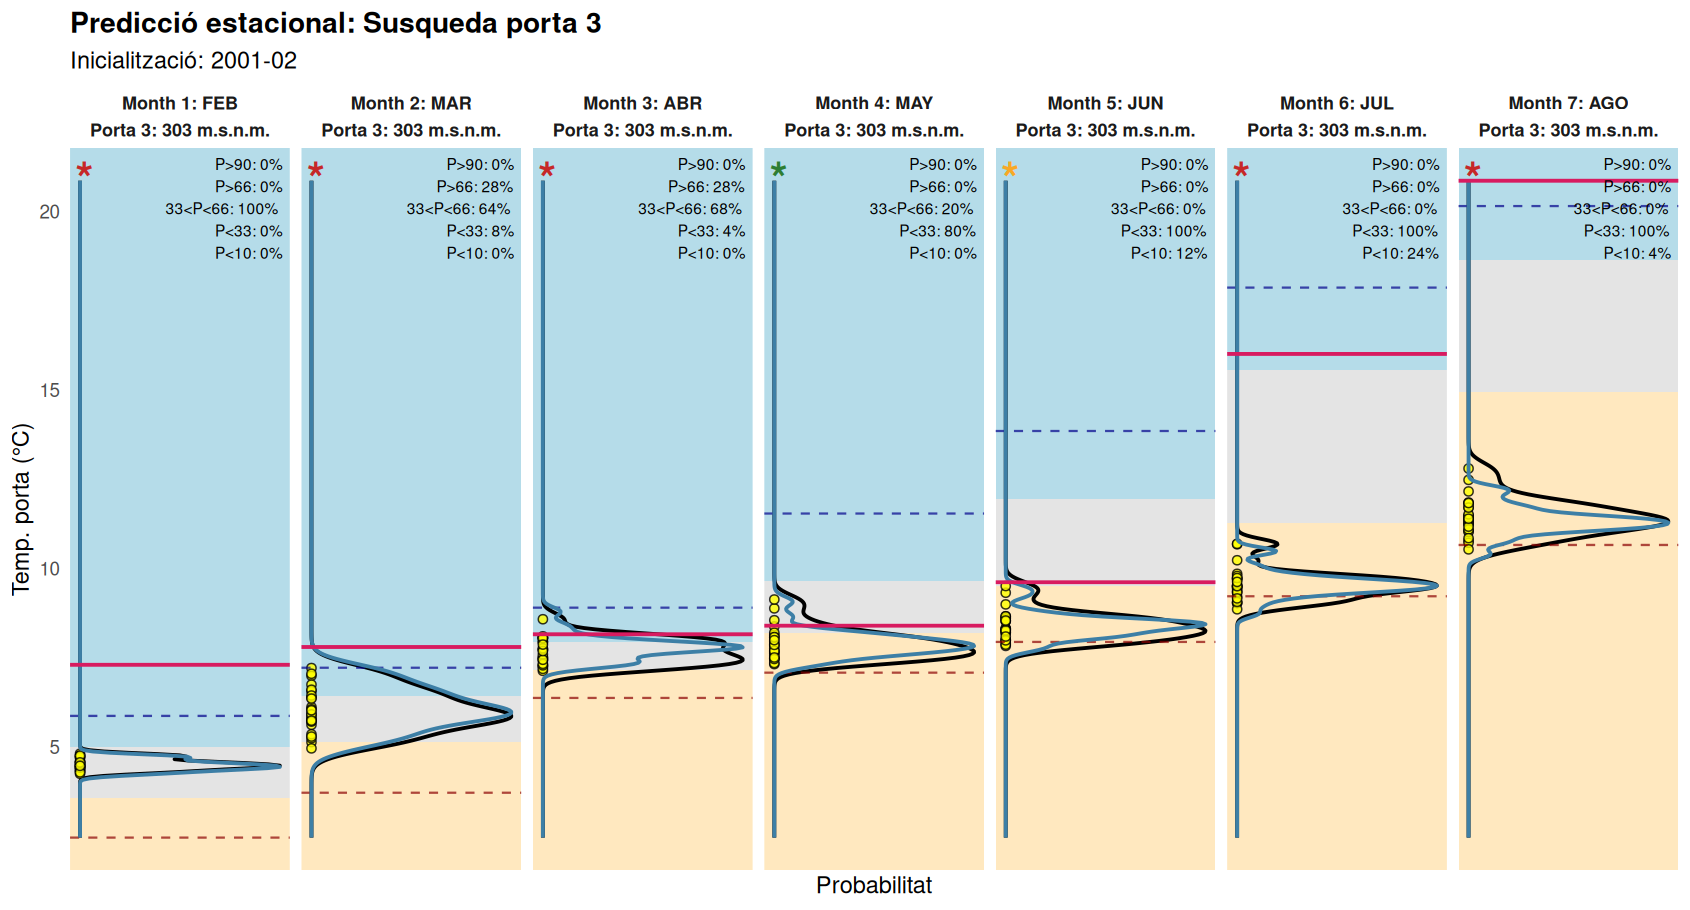 Predicció estacional: Susqueda porta 3
Inicialització: 2001-02
Month 1: FEB
Porta 3: 303 m.s.n.m.
Month 2: MAR
Porta 3: 303 m.s.n.m.
Month 3: ABR
Porta 3: 303 m.s.n.m.
Month 4: MAY
Porta 3: 303 m.s.n.m.
Month 5: JUN
Porta 3: 303 m.s.n.m.
Month 6: JUL
Porta 3: 303 m.s.n.m.
Month 7: AGO
Porta 3: 303 m.s.n.m.
*
P>90: 0%
P>66: 0%
33<P<66: 100%
P<33: 0%
P<10: 0%
*
P>90: 0%
P>66: 28%
33<P<66: 64%
P<33: 8%
P<10: 0%
*
P>90: 0%
P>66: 28%
33<P<66: 68%
P<33: 4%
P<10: 0%
*
P>90: 0%
P>66: 0%
33<P<66: 20%
P<33: 80%
P<10: 0%
*
P>90: 0%
P>66: 0%
33<P<66: 0%
P<33: 100%
P<10: 12%
*
P>90: 0%
P>66: 0%
33<P<66: 0%
P<33: 100%
P<10: 24%
*
P>90: 0%
P>66: 0%
33<P<66: 0%
P<33: 100%
P<10: 4%
20
15
10
5
Temp. porta (°C)
Probabilitat